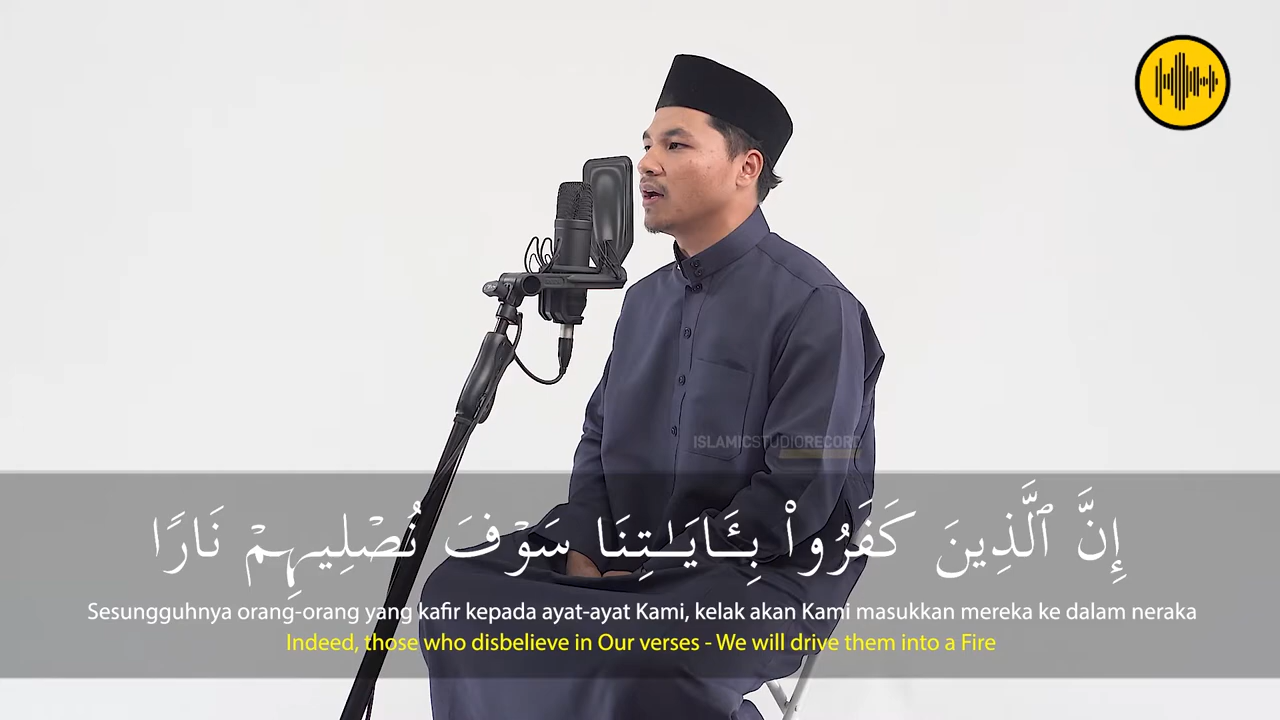 ISLAMICSTUDIORECORD
إِنَّ ٱلَّذِينَ كَفَرُوا۟ بِـَٔايَـٰتِنَا سَوْفَ نُصْلِيهِمْ نَارًا
Sesungguhnya orang-orang yang kafir kepada ayat-ayat Kami, kelak akan Kami masukkan mereka ke dalam neraka
Indeed, those who disbelieve in Our verses - We will drive them into a Fire